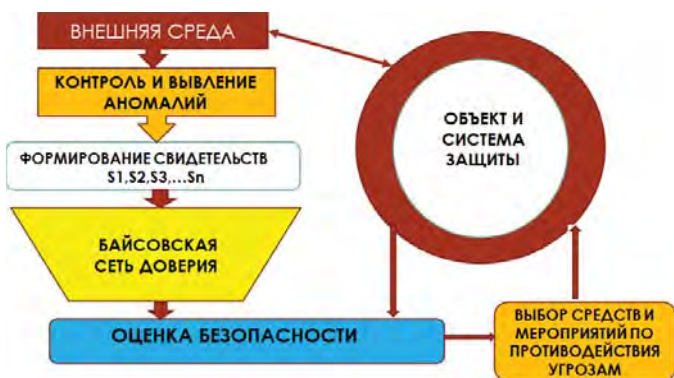 ВНЕШНЯЯ СРЕДА
КОНТРОЛЬ И ВЫВЛЕНИЕ
АНОМАЛИЙ
ФОРМИРОВАНИЕ СВИДЕТЕЛЬСТВ
S1,S2,S3,...Sn
БАЙСОВСКАЯ
СЕТЬ ДОВЕРИЯ
ОЦЕНКА БЕЗОПАСНОСТИ
ОБЪЕКТ И
СИСТЕМА
ЗАЩИТЫ
ВЫБОР СРЕДСТВ И
МЕРОПРИЯТИЙ ПО
ПРОТИВОДЕЙСТВИЯ
УГРОЗАМ